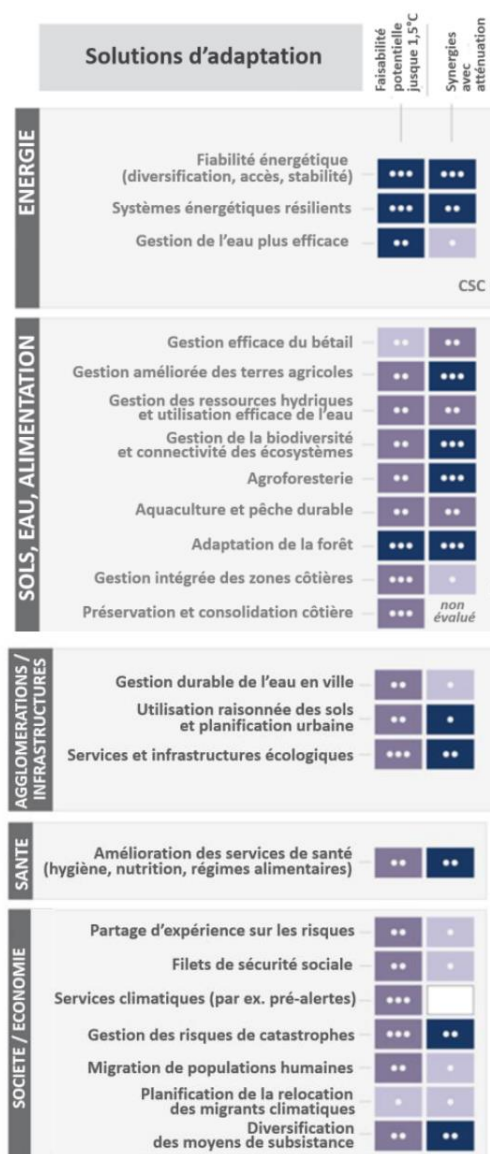 Solutions d'adaptation
Faisabilité
potentielle
jusque 1,5°C
Synergies
avec
atténuation
ENERGIE
Fiabilité énergétique
(diversification, accès, stabilité)
Systèmes énergétiques résilients
Gestion de l'eau plus efficace
CSC
SOLS, EAU, ALIMENTATION
Gestion efficace du bétail
Gestion améliorée des terres agricoles
Gestion des ressources hydriques
et utilisation efficace de l'eau
Gestion de la biodiversité
et connectivité des écosystèmes
Agroforesterie
Aquaculture et pêche durable
Adaptation de la forêt
Gestion intégrée des zones côtières
Préservation et consolidation côtière
non
évalué
AGGLOMERATIONS /
INFRASTRUCTURES
Gestion durable de l'eau en ville
Utilisation raisonnée des sols
et planification urbaine
Services et infrastructures écologiques
SANTE
Amélioration des services de santé
(hygiène, nutrition, régimes alimentaires)
SOCIETE / ECONOMIE
Partage d'expérience sur les risques
Filets de sécurité sociale
Services climatiques (par ex. pré-alertes)
Gestion des risques de catastrophes
Migration de populations humaines
Planification de la relocation
des migrants climatiques
Diversification
des moyens de subsistance